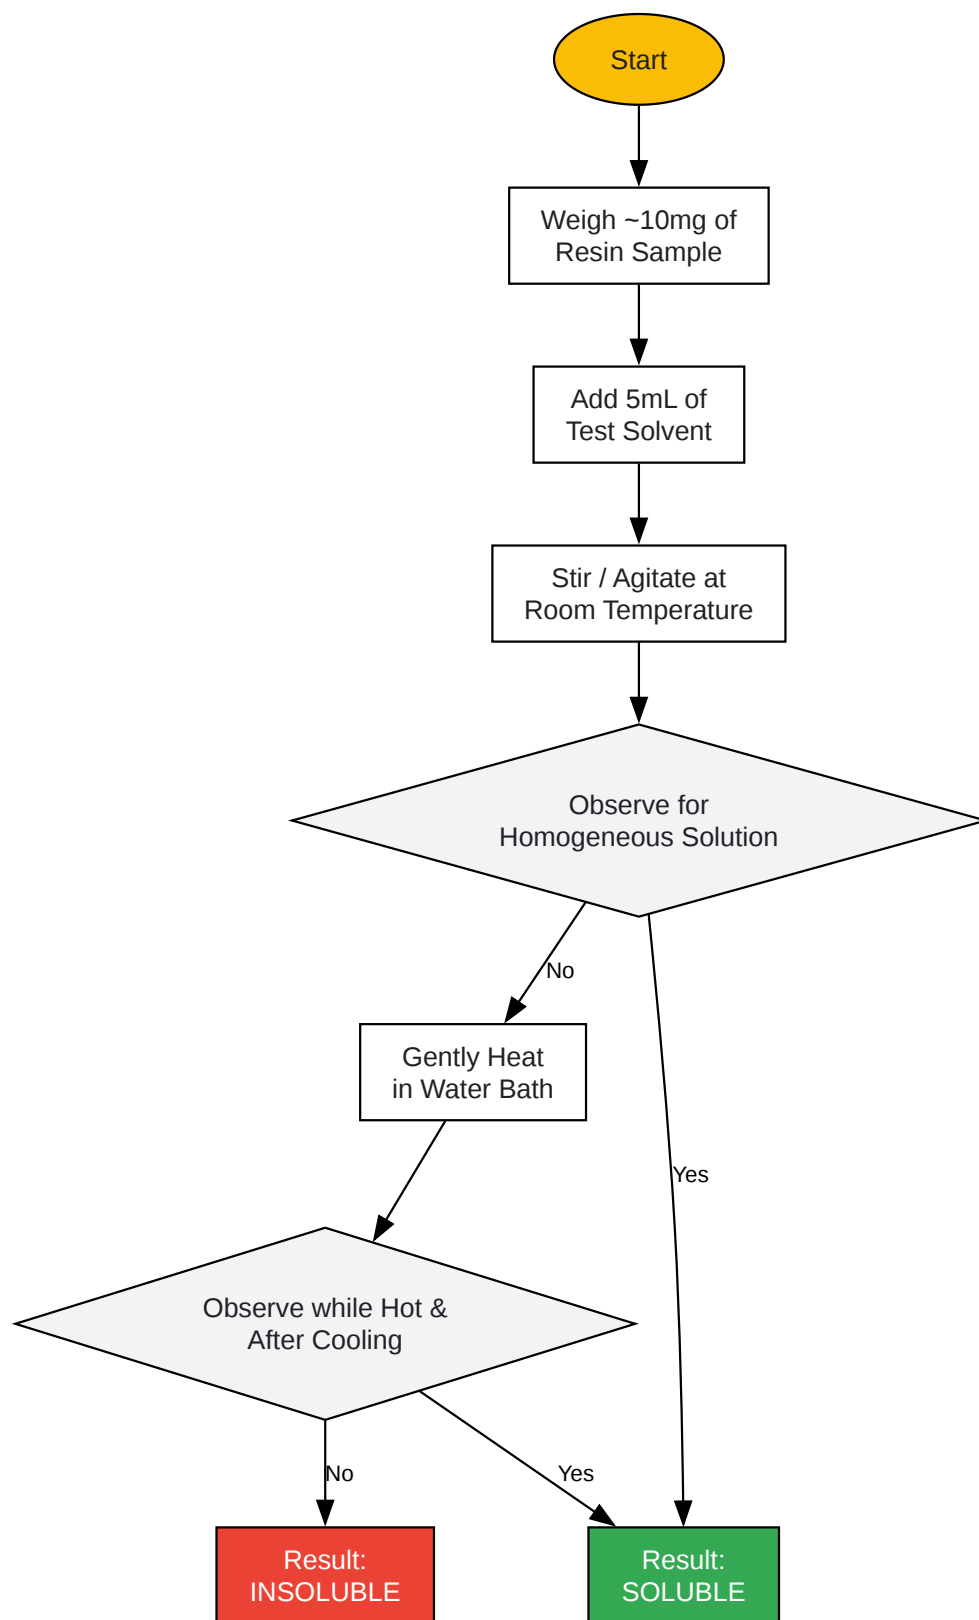 Start
Weigh ~10mg of
Resin Sample
Add 5mL of
Test Solvent
Stir / Agitate at
Room Temperature
Observe for
Homogeneous Solution
No
Gently Heat
in Water Bath
Yes
Observe while Hot &
After Cooling
No
Yes
Result:
INSOLUBLE
Result:
SOLUBLE